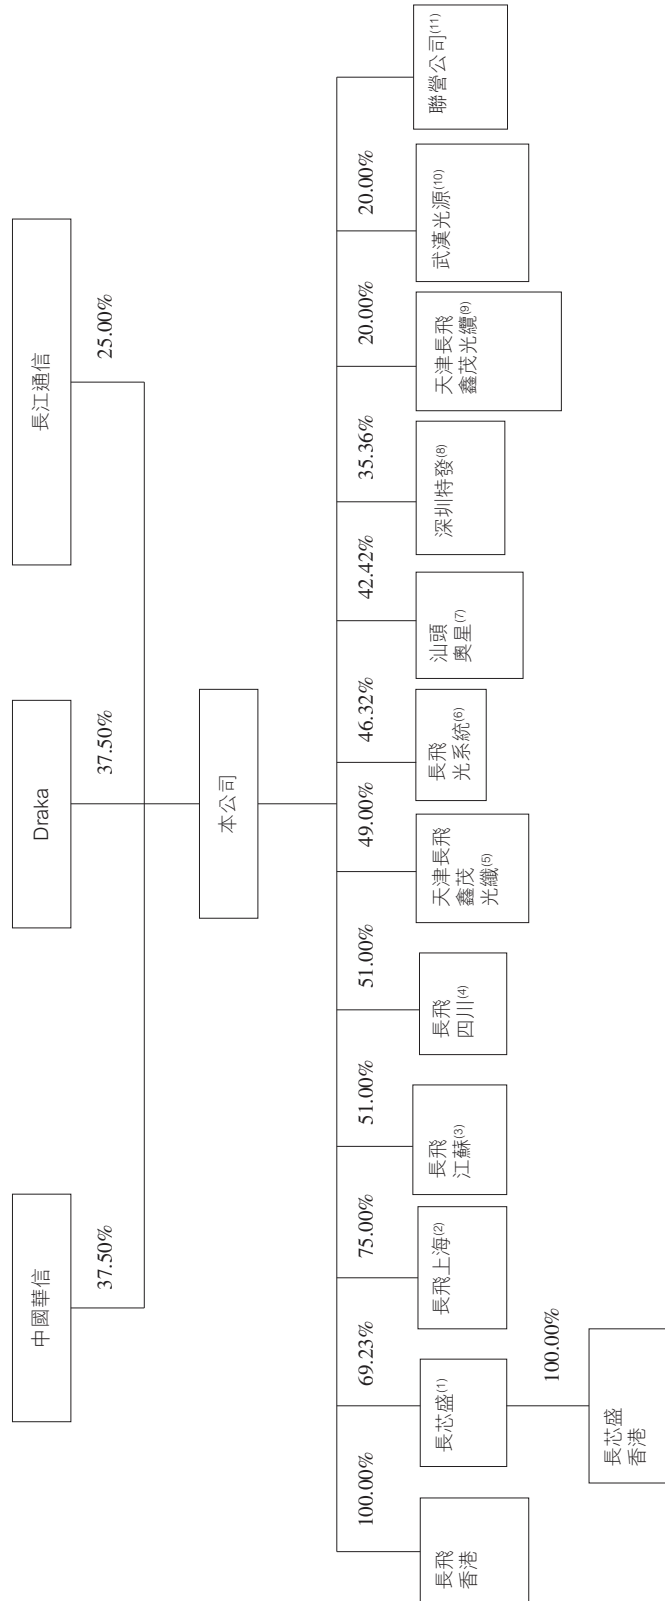 中國華信
Draka
長江通信
37.50%
37.50%
25.00%
本公司
100.00%
69.23%
75.00%
51.00%
51.00%
49.00%
46.32%
42.42%
35.36%
20.00%
20.00%
長飛
香港
長芯盛(1)
長飛上海(2)
長飛
江蘇(3)
長飛
四川(4)
天津長飛
鑫茂
光纖(5)
長飛
光系統(6)
汕頭
奧星(7)
深圳特發(8)
天津長飛
鑫茂光纜(9)
武漢光源(10)
聯營公司(11)
100.00%
長芯盛
香港